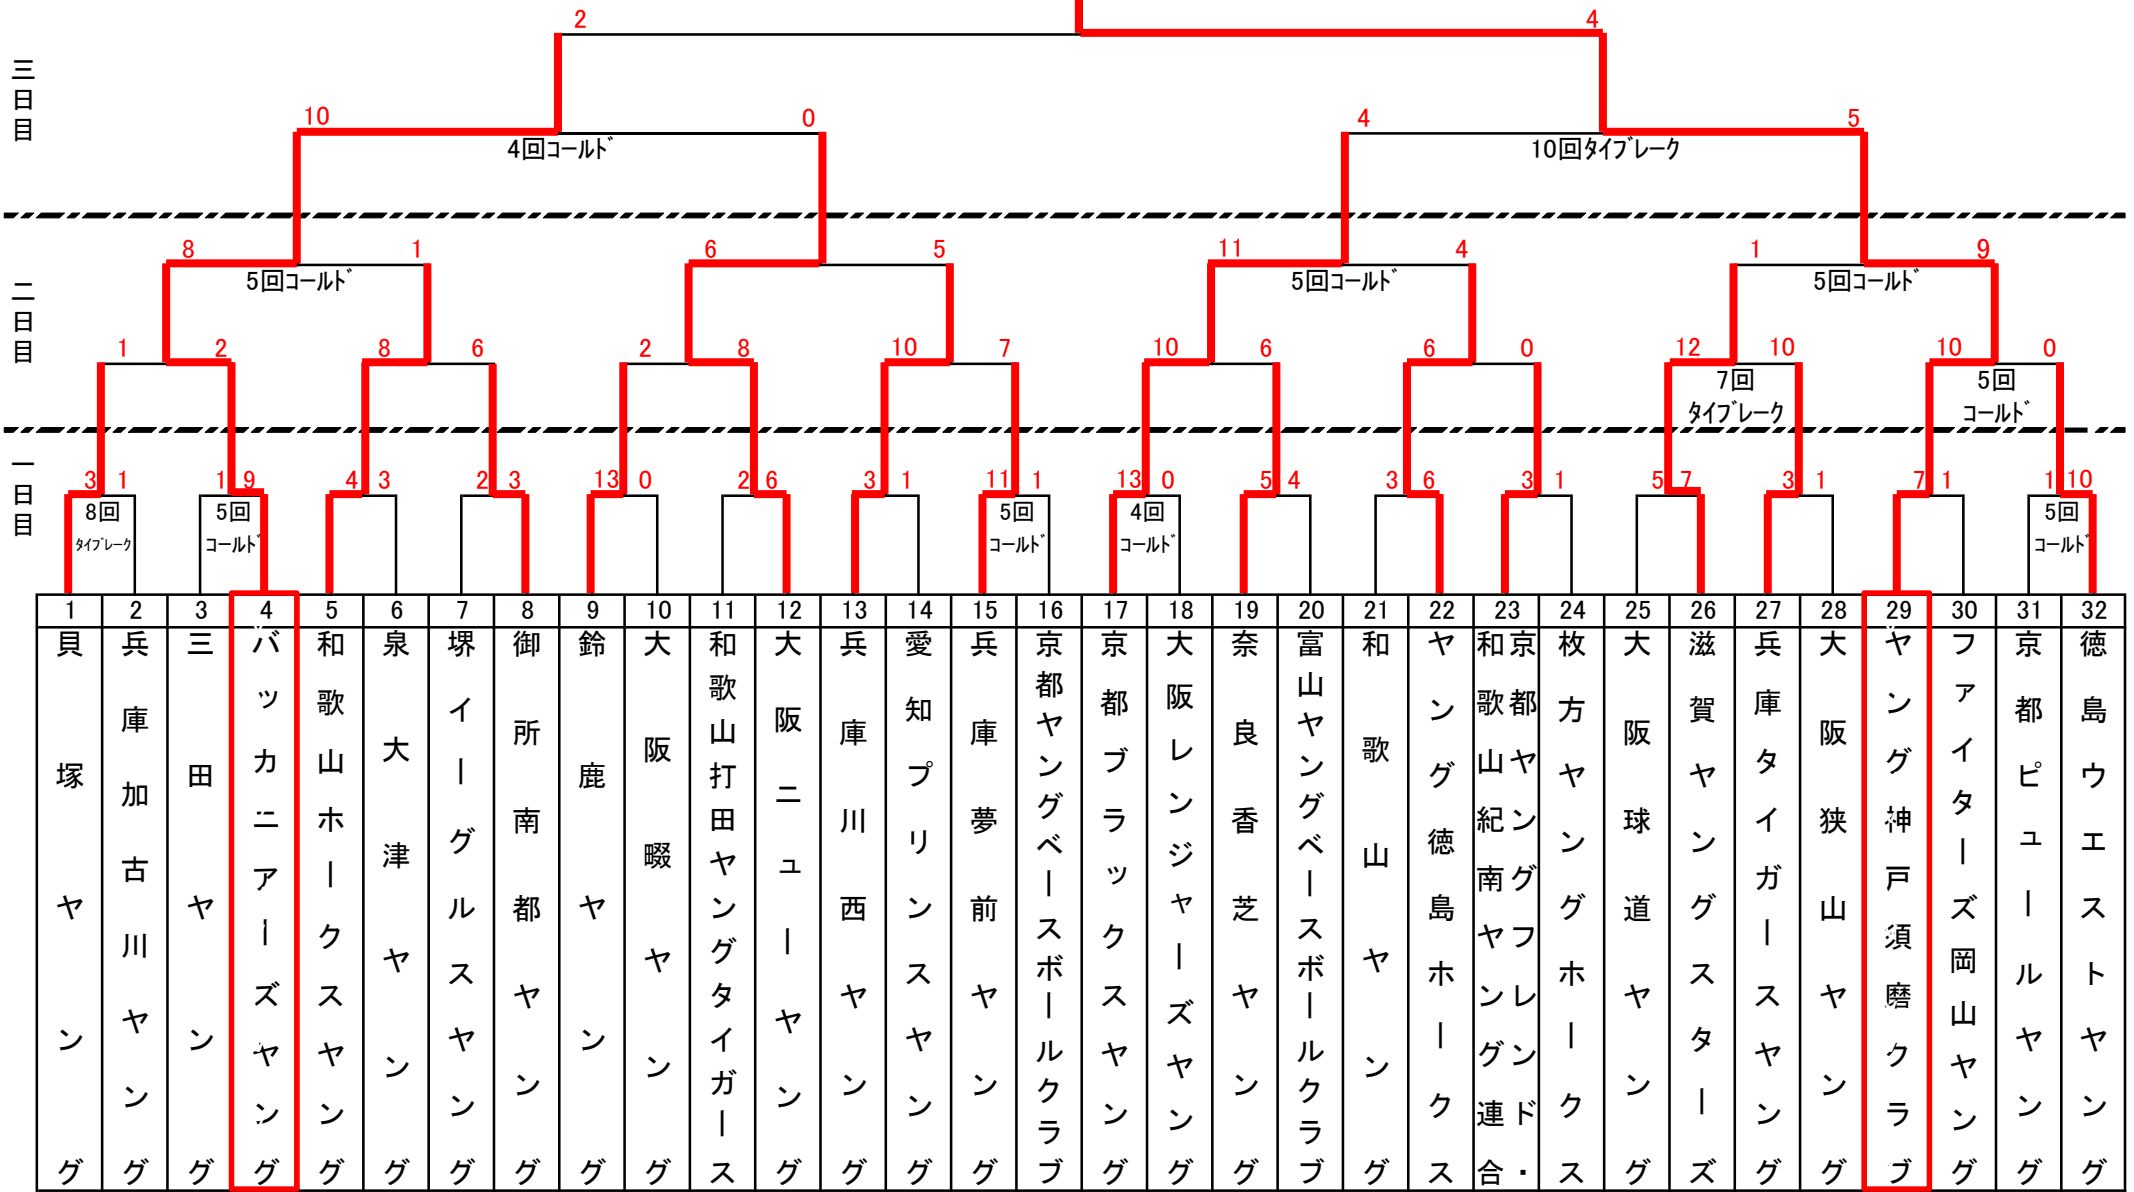 2 4
三日目
10 0 4 5
4回コールド 10回タイブレーク
8 1 6 5 11 4 1 9
5回コールド 5回コールド 5回コールド
二日目
1 2 8 6 2 8 10 7 10 6 6 0 12 10 10 0
7回 5回
タイブレーク コールド
一日目
3 1 1 9 4 3 2 3 13 0 2 6 3 1 11 1 13 0 5 4 3 6 3 1 5 7 3 1 7 1 1 10
8回 5回 5回 4回 5回
タイブレーク コールド コールド コールド コールド
1 2 3 4 5 6 7 8 9 10 11 12 13 14 15 16 17 18 19 20 21 22 23 24 25 26 27 28 29 30 31 32
貝塚ヤング
兵庫加古川ヤング
三田ヤング
バッカニアーズヤング
和歌山ホークスヤング
泉大津ヤング
堺イーグルスヤング
御所南都ヤング
鈴鹿ヤング
大阪畷ヤング
和歌山打田ヤングタイガース
大阪ニューヤング
兵庫川西ヤング
愛知プリンスヤング
兵庫夢前ヤング
京都ヤングベースボールクラブ
京都ブラックスヤング
大阪レンジャーズヤング
奈良香芝ヤング
富山ヤングベースボールクラブ
和歌山ヤング
ヤング徳島ホークス
京都ヤングフレンド・
和歌山紀南ヤング連合
枚方ヤングホークス
大阪球道ヤング
滋賀ヤングスターズ
兵庫タイガースヤング
大阪狭山ヤング
ヤング神戸須磨クラブ
ファイターズ岡山ヤング
京都ピュールヤング
徳島ウエストヤング